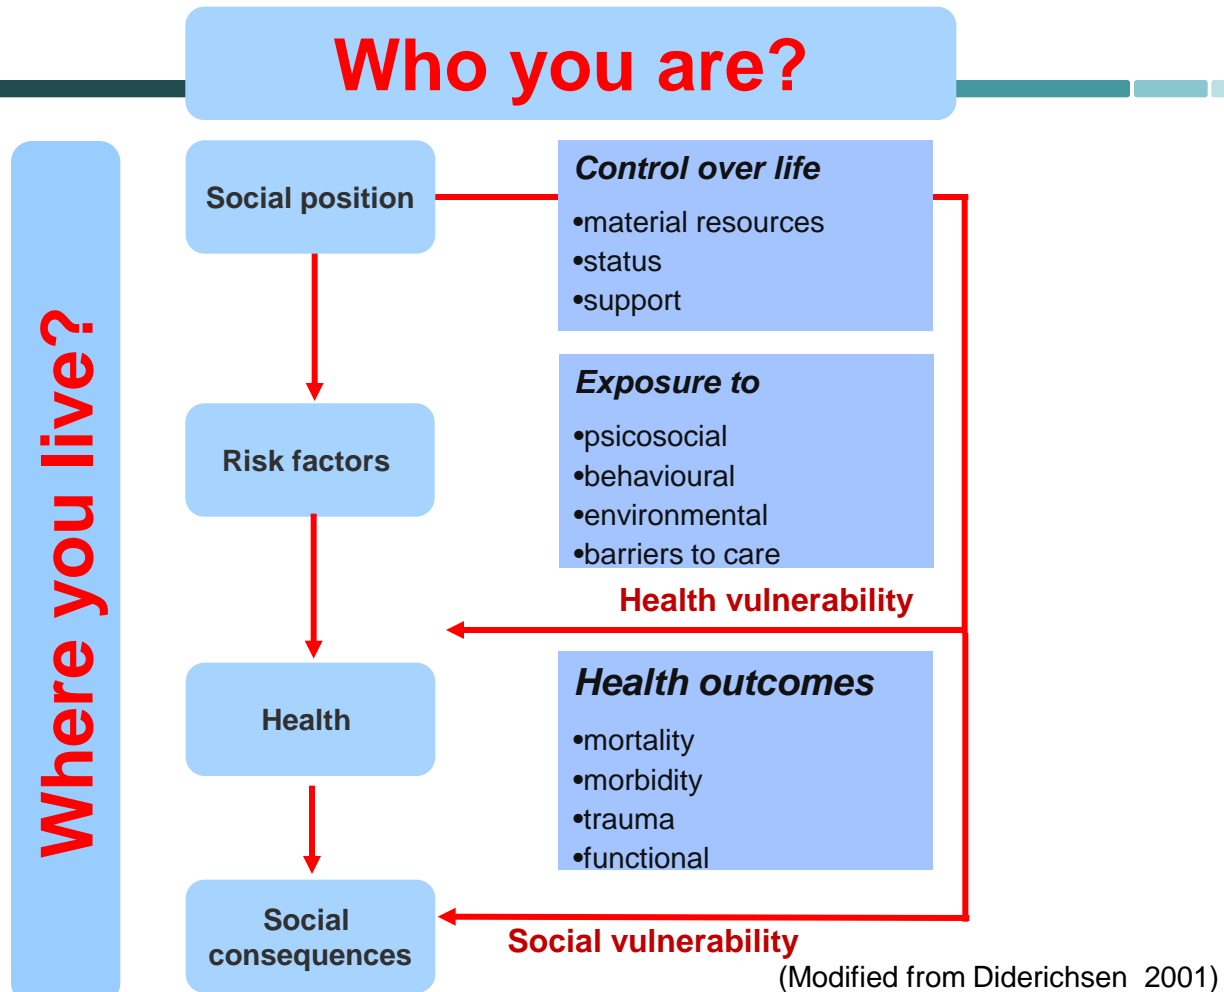 Who you are?
Where you live?
Social position
Control over life
•material resources
•status
•support
Risk factors
Exposure to
•psicosocial
•behavioural
•environmental
•barriers to care
Health vulnerability
Health
Health outcomes
•mortality
•morbidity
•trauma
•functional
Social
consequences
Social vulnerability
(Modified from Diderichsen 2001)